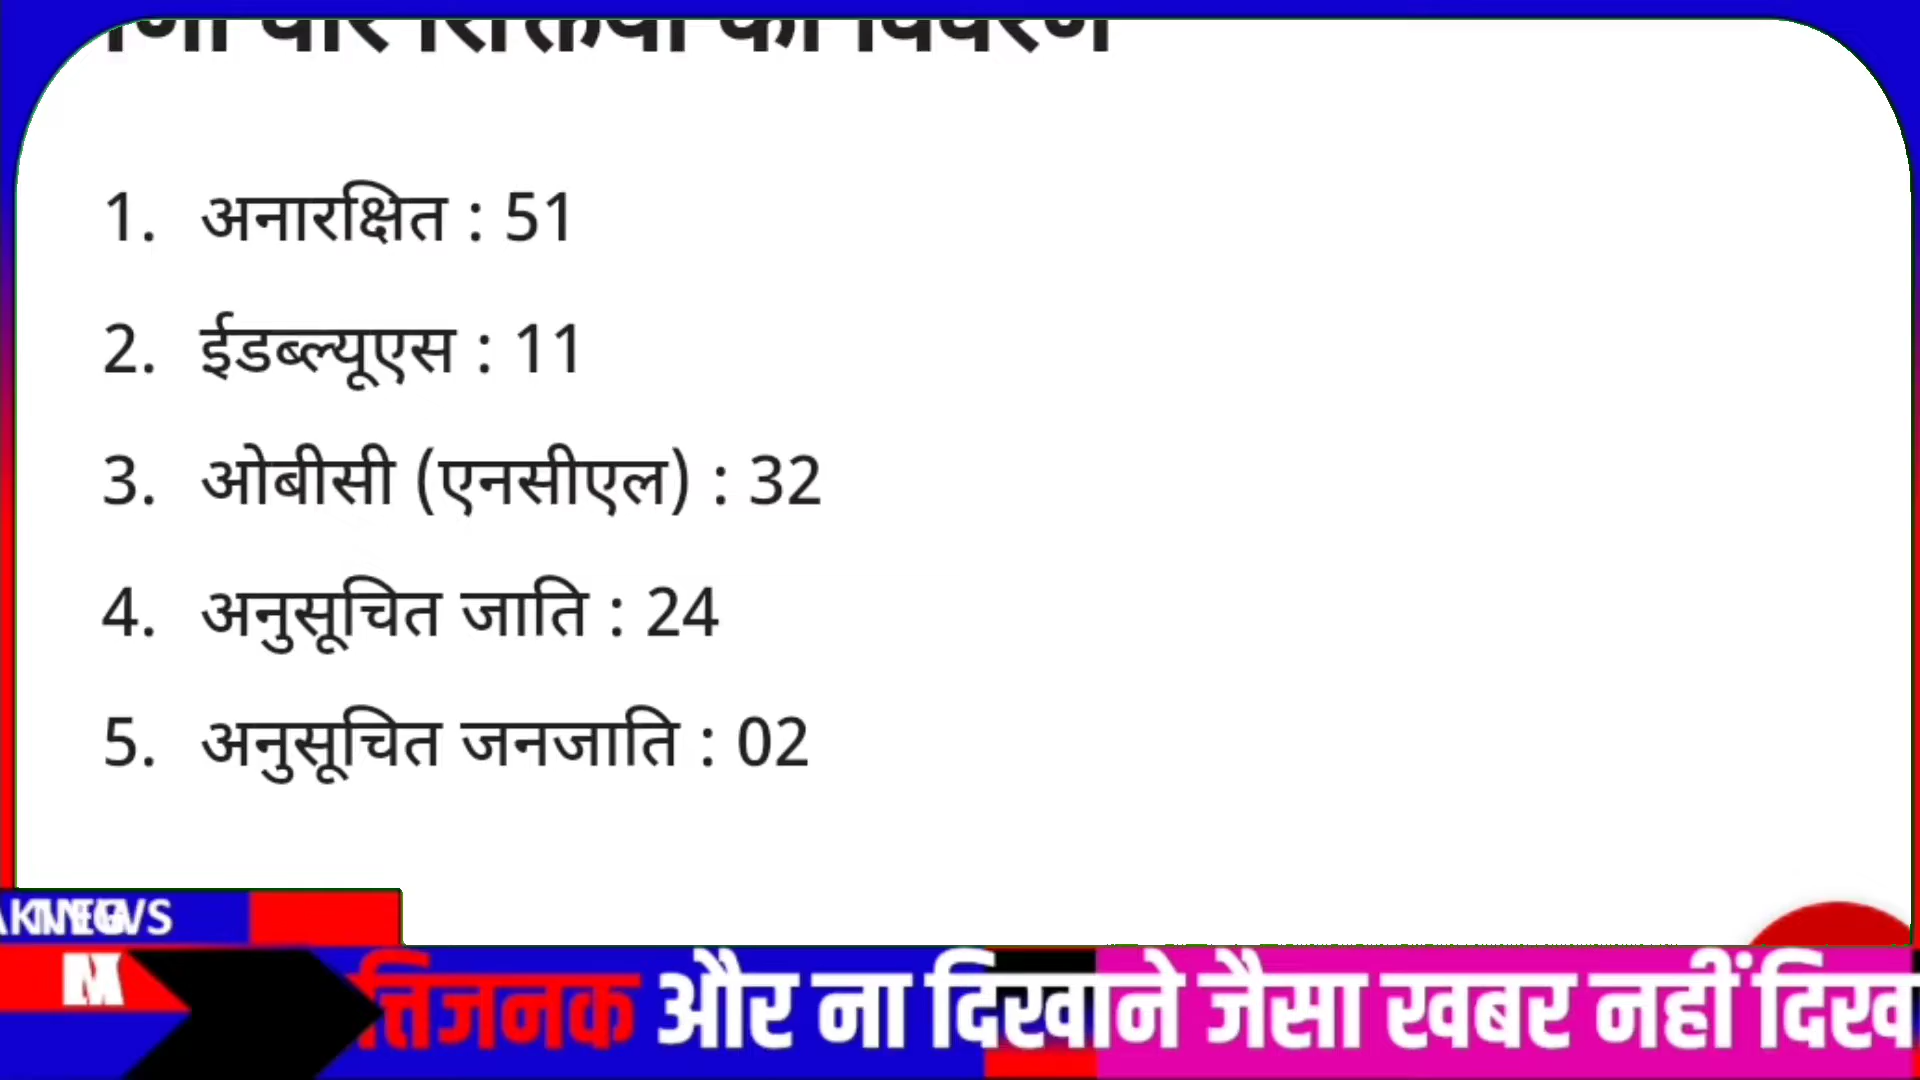 वार रिक्तियों का विवरण
1. अनारक्षित : 51
2. ईडब्ल्यूएस : 11
3. ओबीसी (एनसीएल) : 32
4. अनुसूचित जाति : 24
5. अनुसूचित जनजाति : 02
और ना दिखाने जैसा खबर नहीं